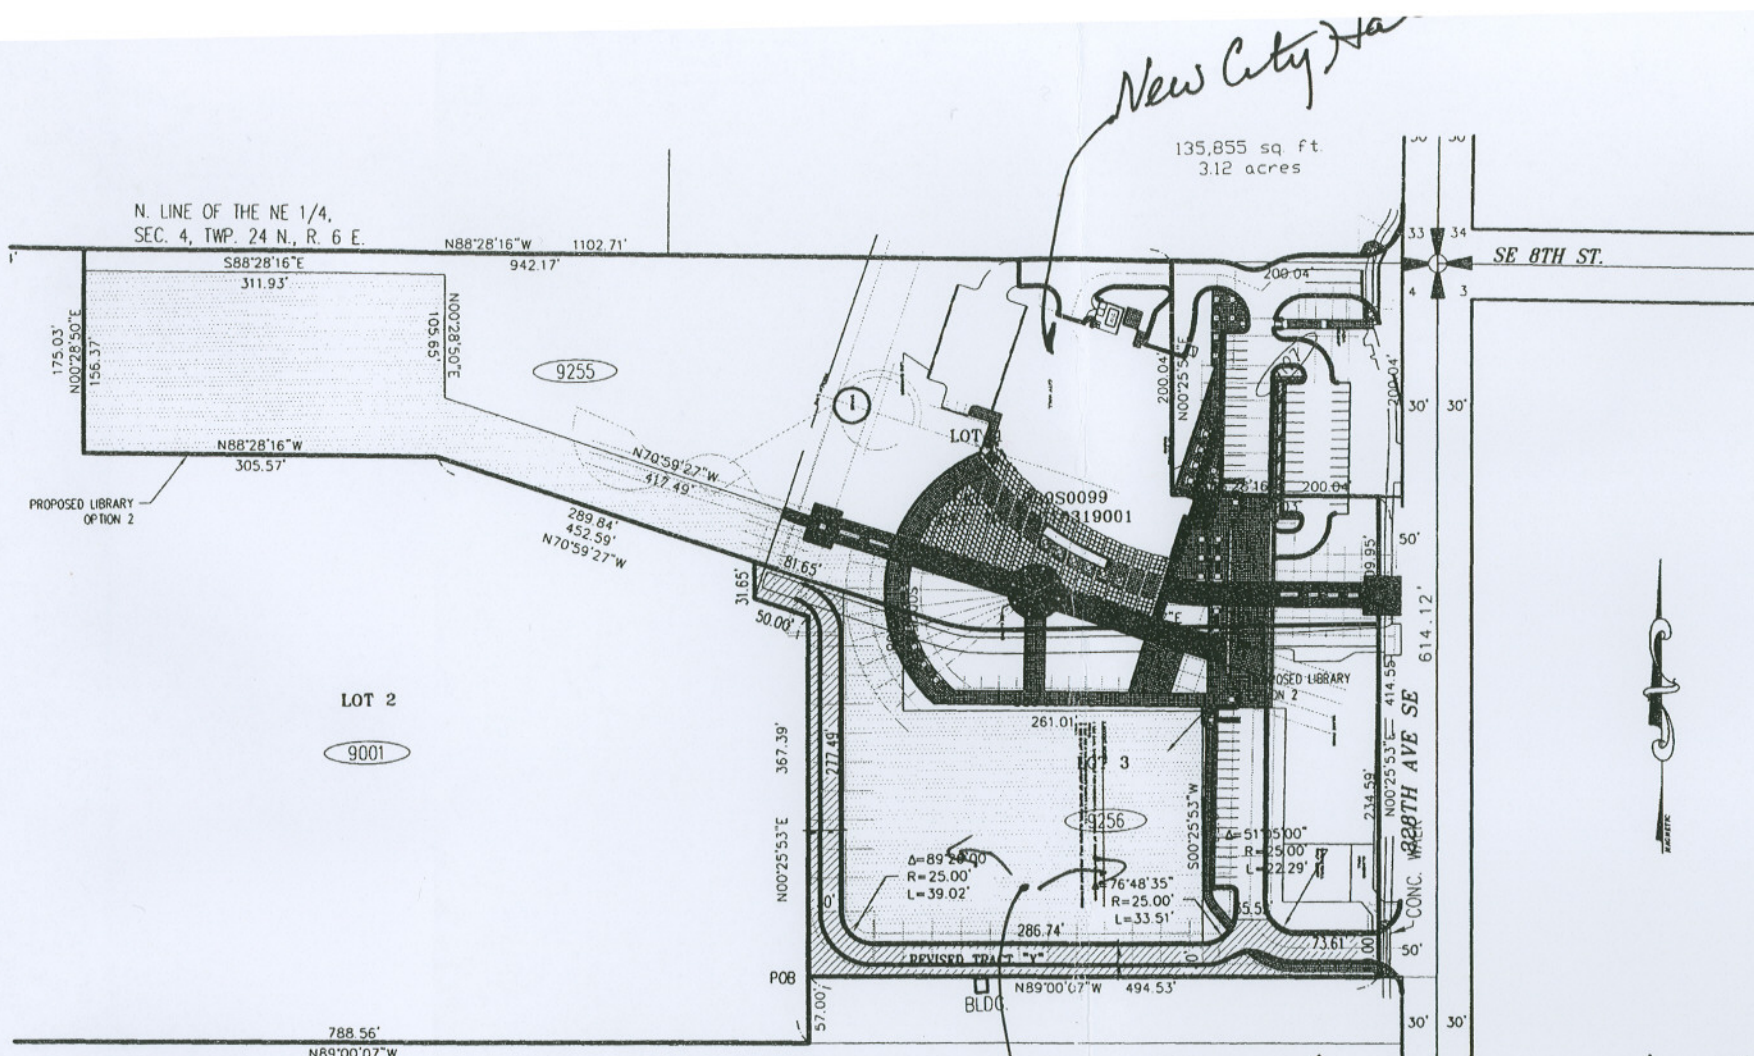 New City Ha
135,855 sq. ft.
3.12 acres
N. LINE OF THE NE 1/4,
SEC. 4, TWP. 24 N., R. 6 E.
N88°28'16"W 1102.71'
S88°28'16"E
942.17'
311.93'
30' 30'
33 34
4 3
SE 8TH ST.
200.04'
175.03'
N00°28'50"E
156.37'
105.65'
N00°28'50"E
9255
1
200.04'
N00°25'53"E
200.04'
30' 30'
N88°28'16"W
305.57'
PROPOSED LIBRARY
OPTION 2
LOT 1
N70°59'27"W
417.49'
289.84'
452.59'
N70°59'27"W
200.04'
50'
81.65'
31.65'
50.00'
614.12'
LOT 2
9001
LIBRARY
261.01'
LOT 3
9256
367.39'
277.49'
N00°25'53"E
S00°25'53"W
N00°25'53"E 414.55'
234.59'
228TH AVE SE
CONC. WALK
Δ=89°26'00
R=25.00'
L=39.02'
Δ=76°48'35"
R=25.00'
L=33.51'
Δ=51°05'00"
R=25.00'
L=22.29'
286.74'
73.61'
50'
REVISED TRACT "Y"
POB
BLDG.
N89°00'07"W 494.53'
57.00'
30' 30'
788.56'
N89°00'07"W